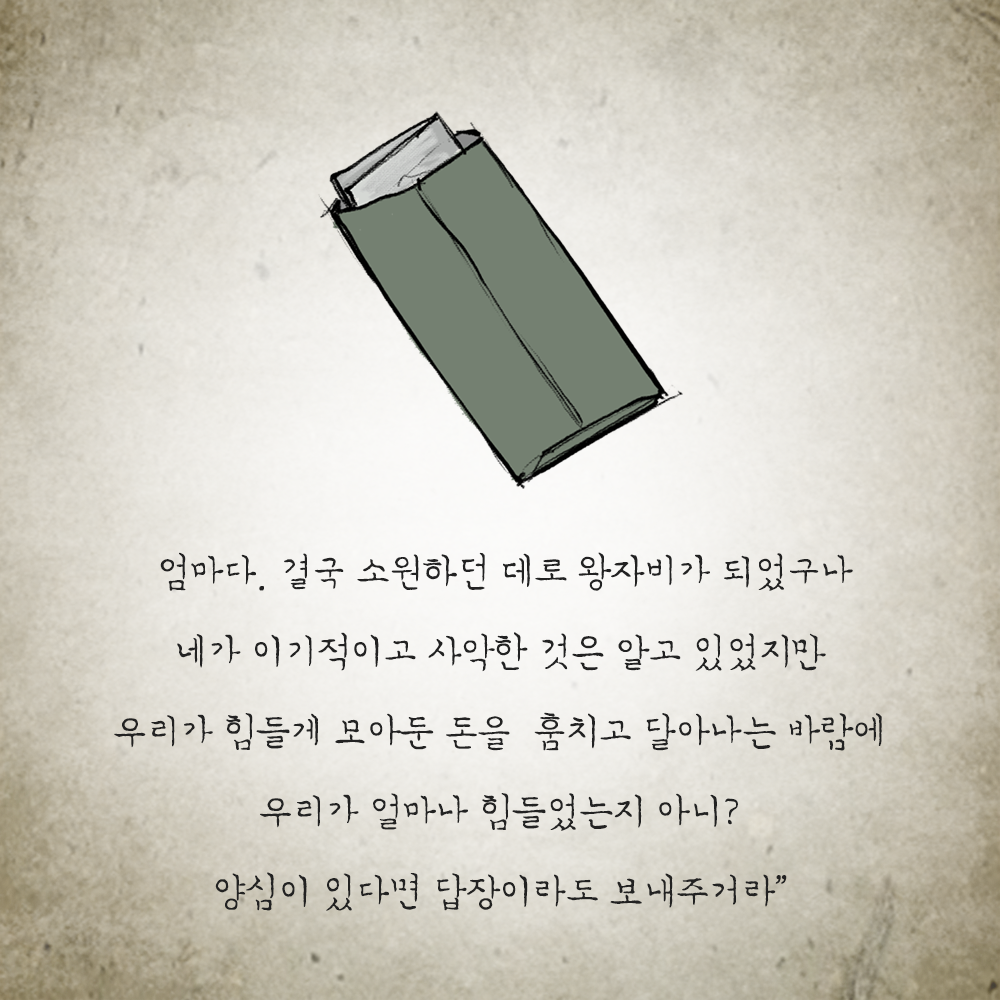 엄마다. 결국 소원하던 데로 왕자비가 되었구나
네가 이기적이고 사악한 것은 알고 있었지만
우리가 힘들게 모아둔 돈을 훔치고 달아나는 바람에
우리가 얼마나 힘들었는지 아니?
양심이 있다면 답장이라도 보내주거라”